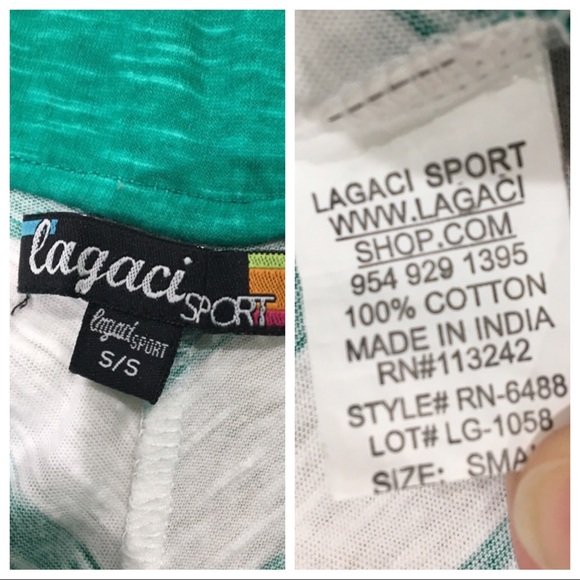 lagaci SPORT
lagaci SPORT
S/S
LAGACI SPORT
WWW.LAGACI
SHOP.COM
954 929 1395
100% COTTON
MADE IN INDIA
RN#113242
STYLE# RN-6488
LOT# LG-1058
SIZE: SMA